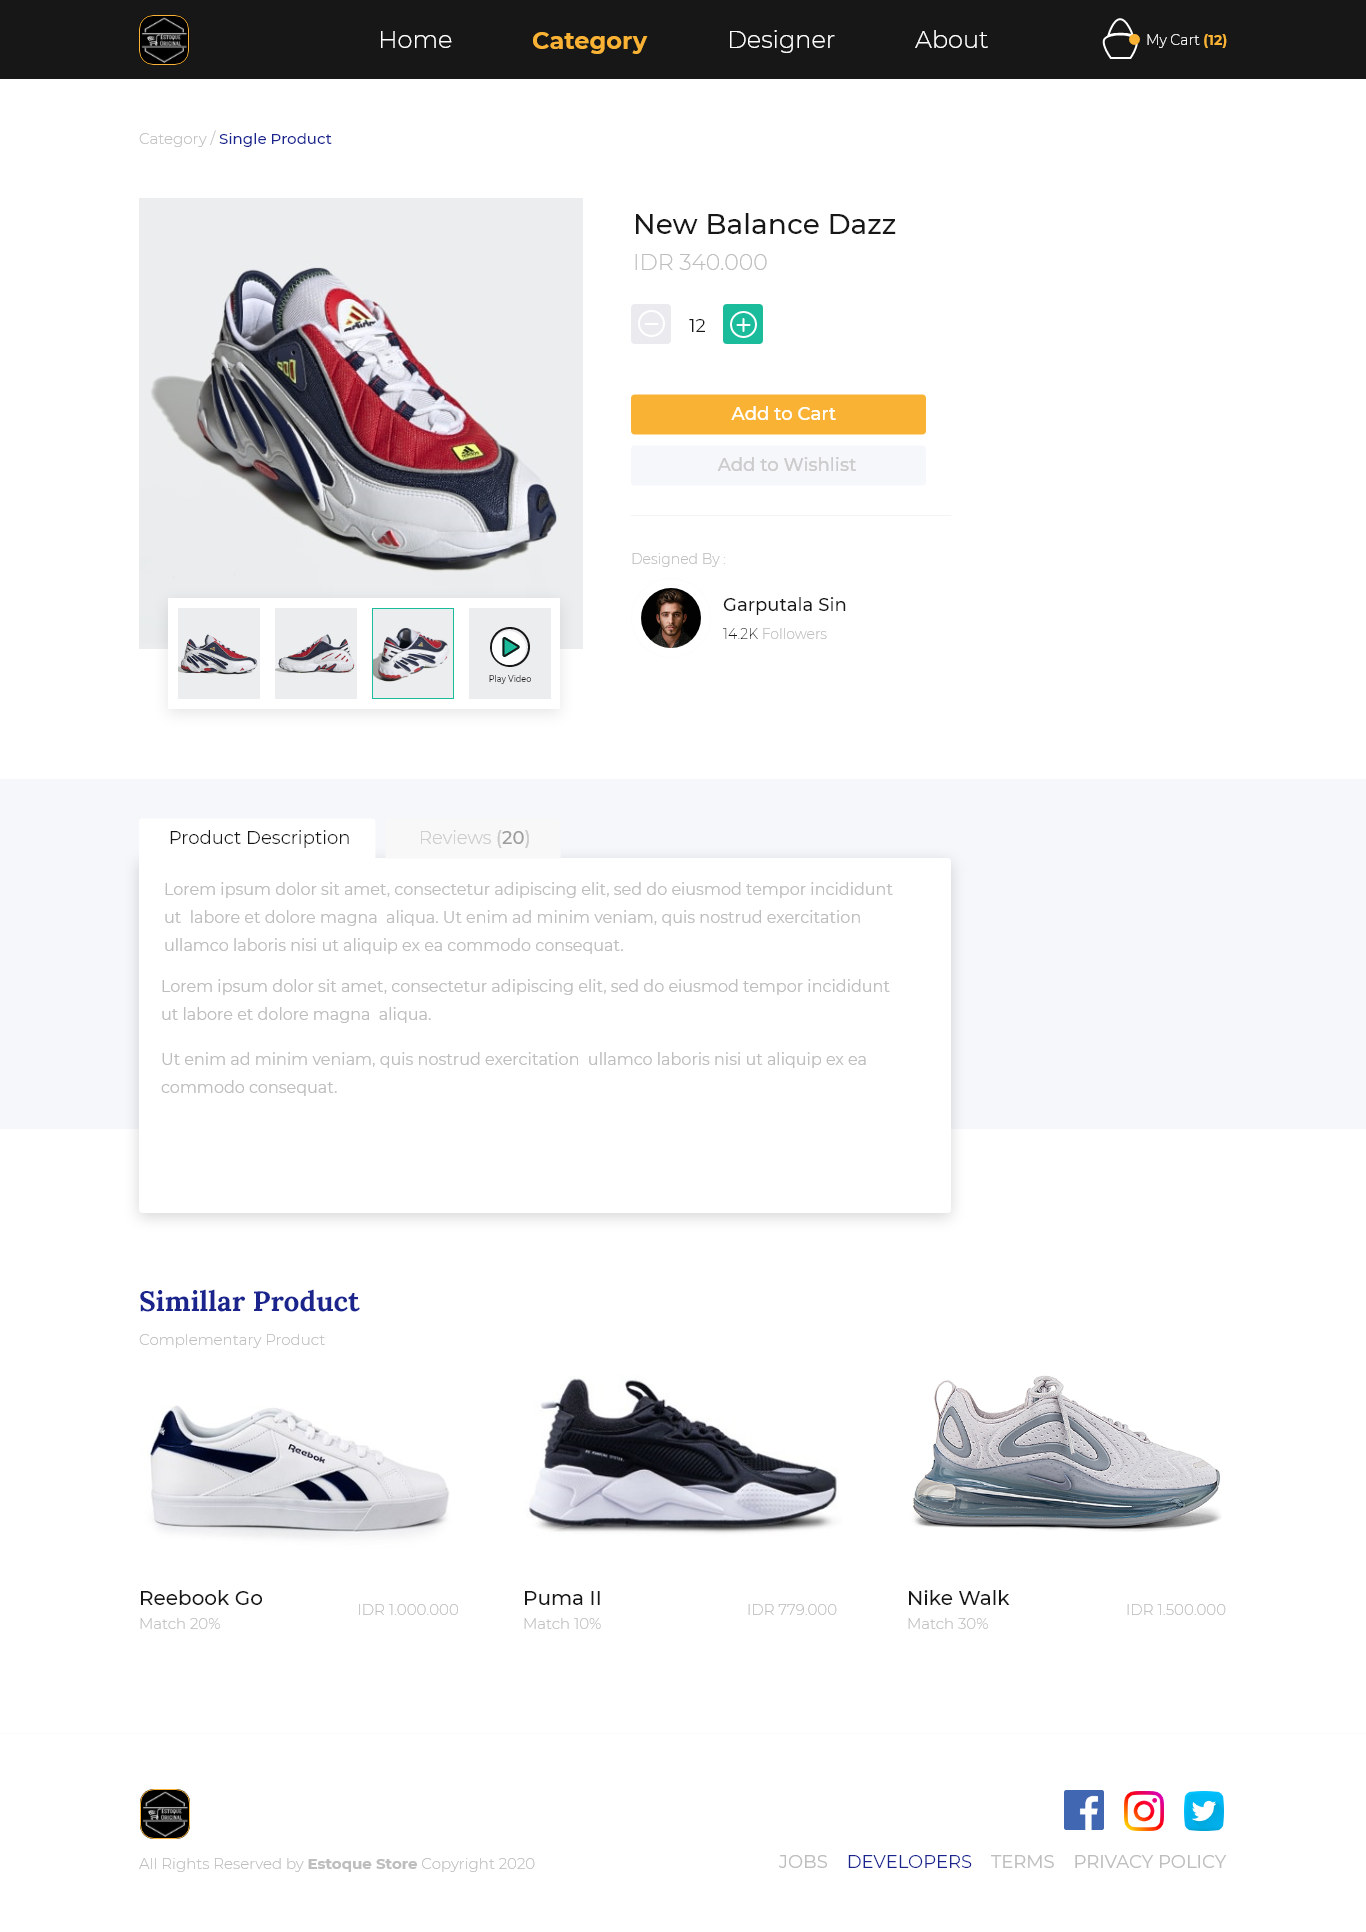 ESTOQUE
ORIGINAL
Home
Category
Designer
About
My Cart (12)
Category / Single Product
New Balance Dazz
IDR 340.000
12
Add to Cart
Add to Wishlist
Designed By :
Garputala Sin
14.2K Followers
Play Video
Product Description
Reviews (20)
Lorem ipsum dolor sit amet, consectetur adipiscing elit, sed do eiusmod tempor incididunt
ut labore et dolore magna aliqua. Ut enim ad minim veniam, quis nostrud exercitation
ullamco laboris nisi ut aliquip ex ea commodo consequat.
Lorem ipsum dolor sit amet, consectetur adipiscing elit, sed do eiusmod tempor incididunt
ut labore et dolore magna aliqua.
Ut enim ad minim veniam, quis nostrud exercitation ullamco laboris nisi ut aliquip ex ea
commodo consequat.
Simillar Product
Complementary Product
Reebok
Reebook Go
Match 20%
IDR 1.000.000
Puma II
Match 10%
IDR 779.000
Nike Walk
Match 30%
IDR 1.500.000
ESTOQUE
ORIGINAL
All Rights Reserved by Estoque Store Copyright 2020
JOBS
DEVELOPERS
TERMS
PRIVACY POLICY